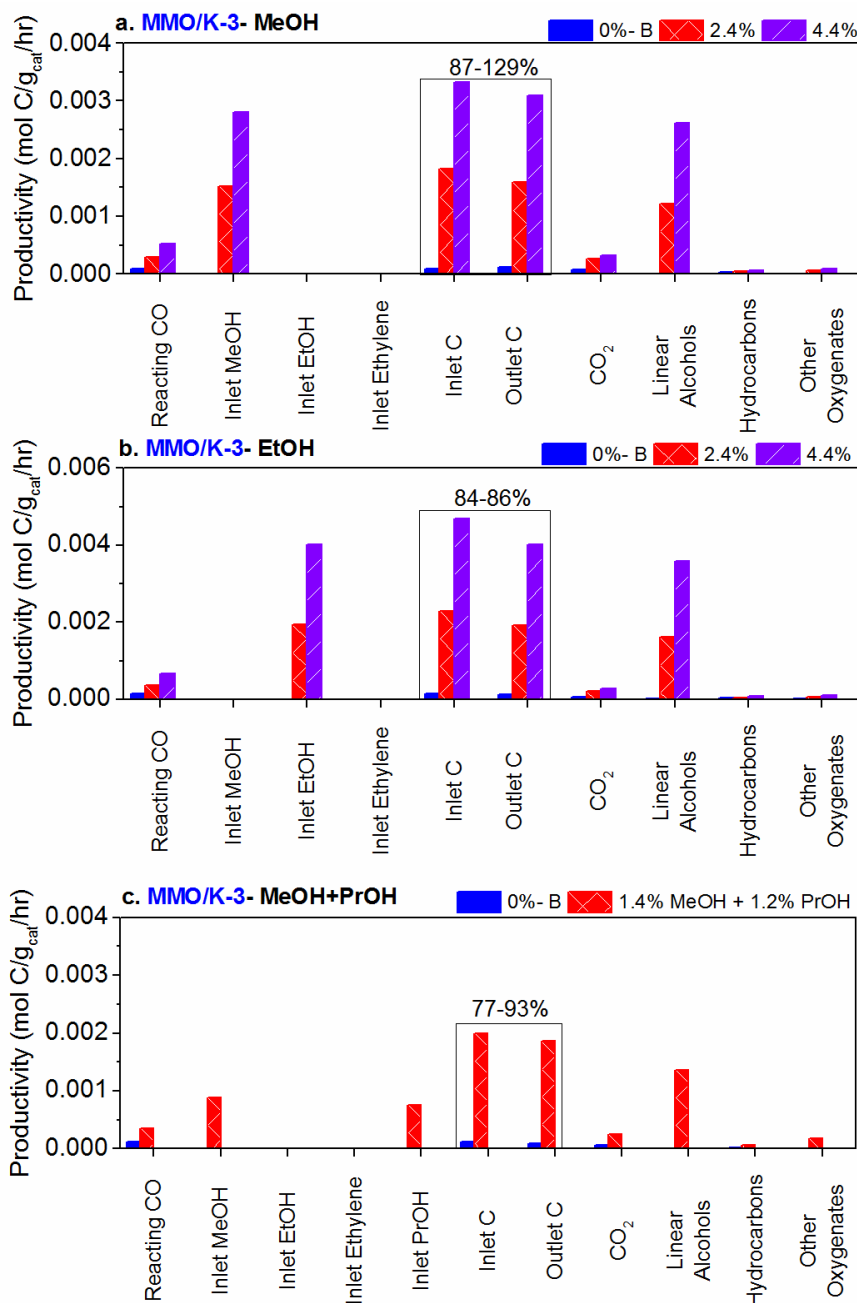 a. MMO/K-3- MeOH
0%- B 2.4% 4.4%
Productivity (mol C/g_cat/hr)
0.004
0.003
0.002
0.001
0.000
87-129%
Reacting CO
Inlet MeOH
Inlet EtOH
Inlet Ethylene
Inlet C
Outlet C
CO₂
Linear
Alcohols
Hydrocarbons
Other
Oxygenates
b. MMO/K-3- EtOH
0%- B 2.4% 4.4%
Productivity (mol C/g_cat/hr)
0.006
0.004
0.002
0.000
84-86%
Reacting CO
Inlet MeOH
Inlet EtOH
Inlet Ethylene
Inlet C
Outlet C
CO₂
Linear
Alcohols
Hydrocarbons
Other
Oxygenates
c. MMO/K-3- MeOH+PrOH
0%- B 1.4% MeOH + 1.2% PrOH
Productivity (mol C/g_cat/hr)
0.004
0.003
0.002
0.001
0.000
77-93%
Reacting CO
Inlet MeOH
Inlet EtOH
Inlet Ethylene
Inlet PrOH
Inlet C
Outlet C
CO₂
Linear
Alcohols
Hydrocarbons
Other
Oxygenates